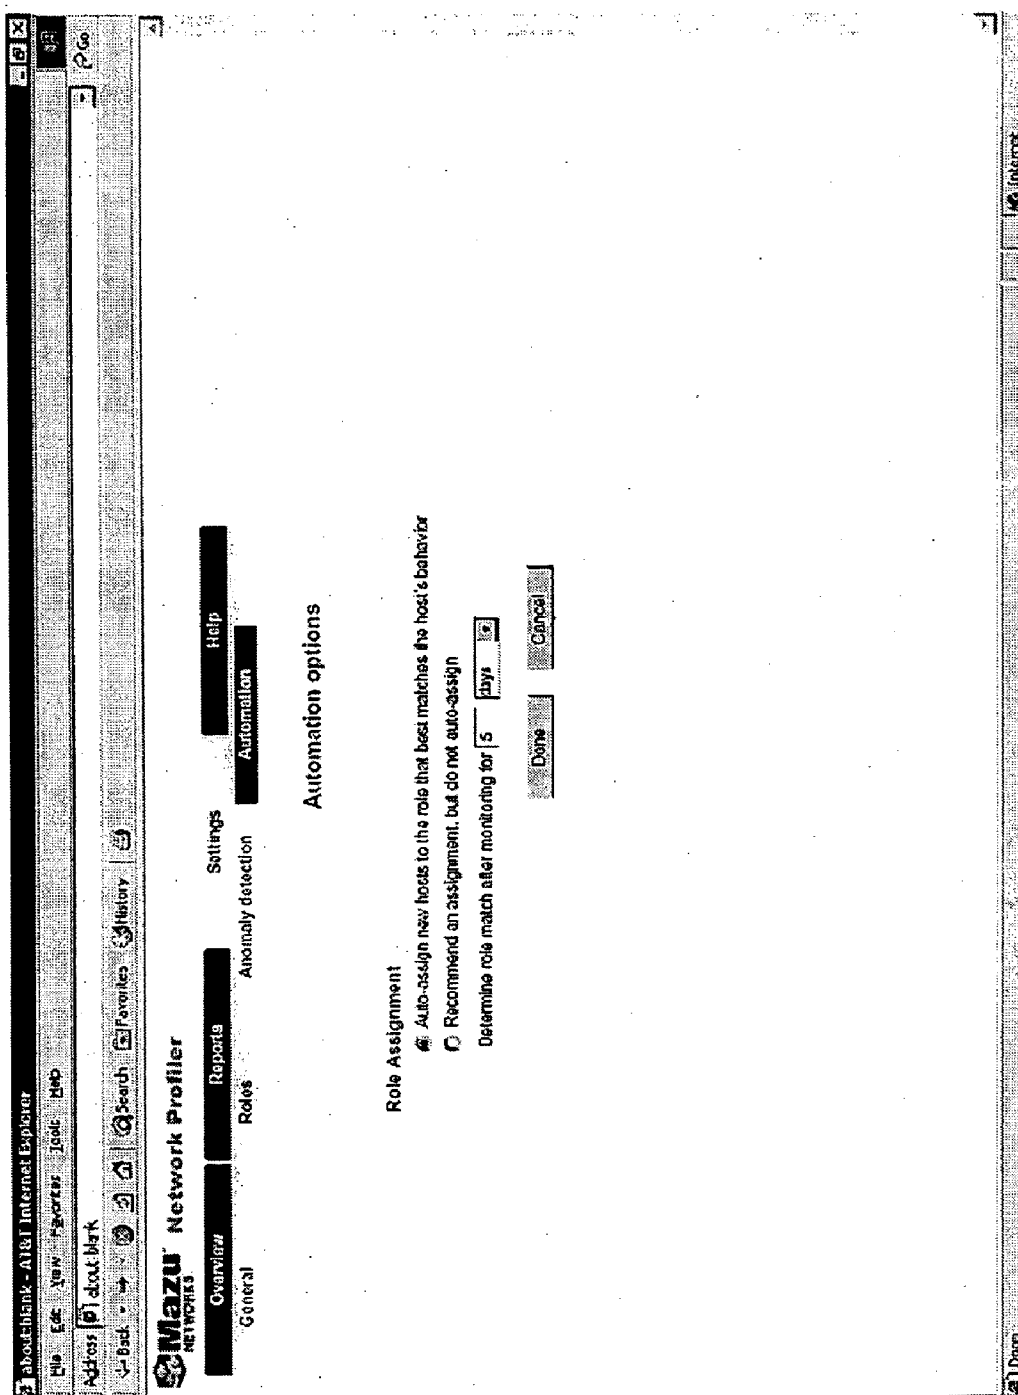 about:blank - AT&T Internet Explorer
File Edit View Favorites Tools Help
Address about:blank Go
Back Search Favorites History
Mazu Network Profiler
NETWORKS
Overview Reports Settings Help
General Roles Anomaly detection Automation
Automation options
Role Assignment
Auto-assign new hosts to the role that best matches the host's behavior
Recommend an assignment, but do not auto-assign
Determine role match after monitoring for 5 days
Done Cancel
Done Internet